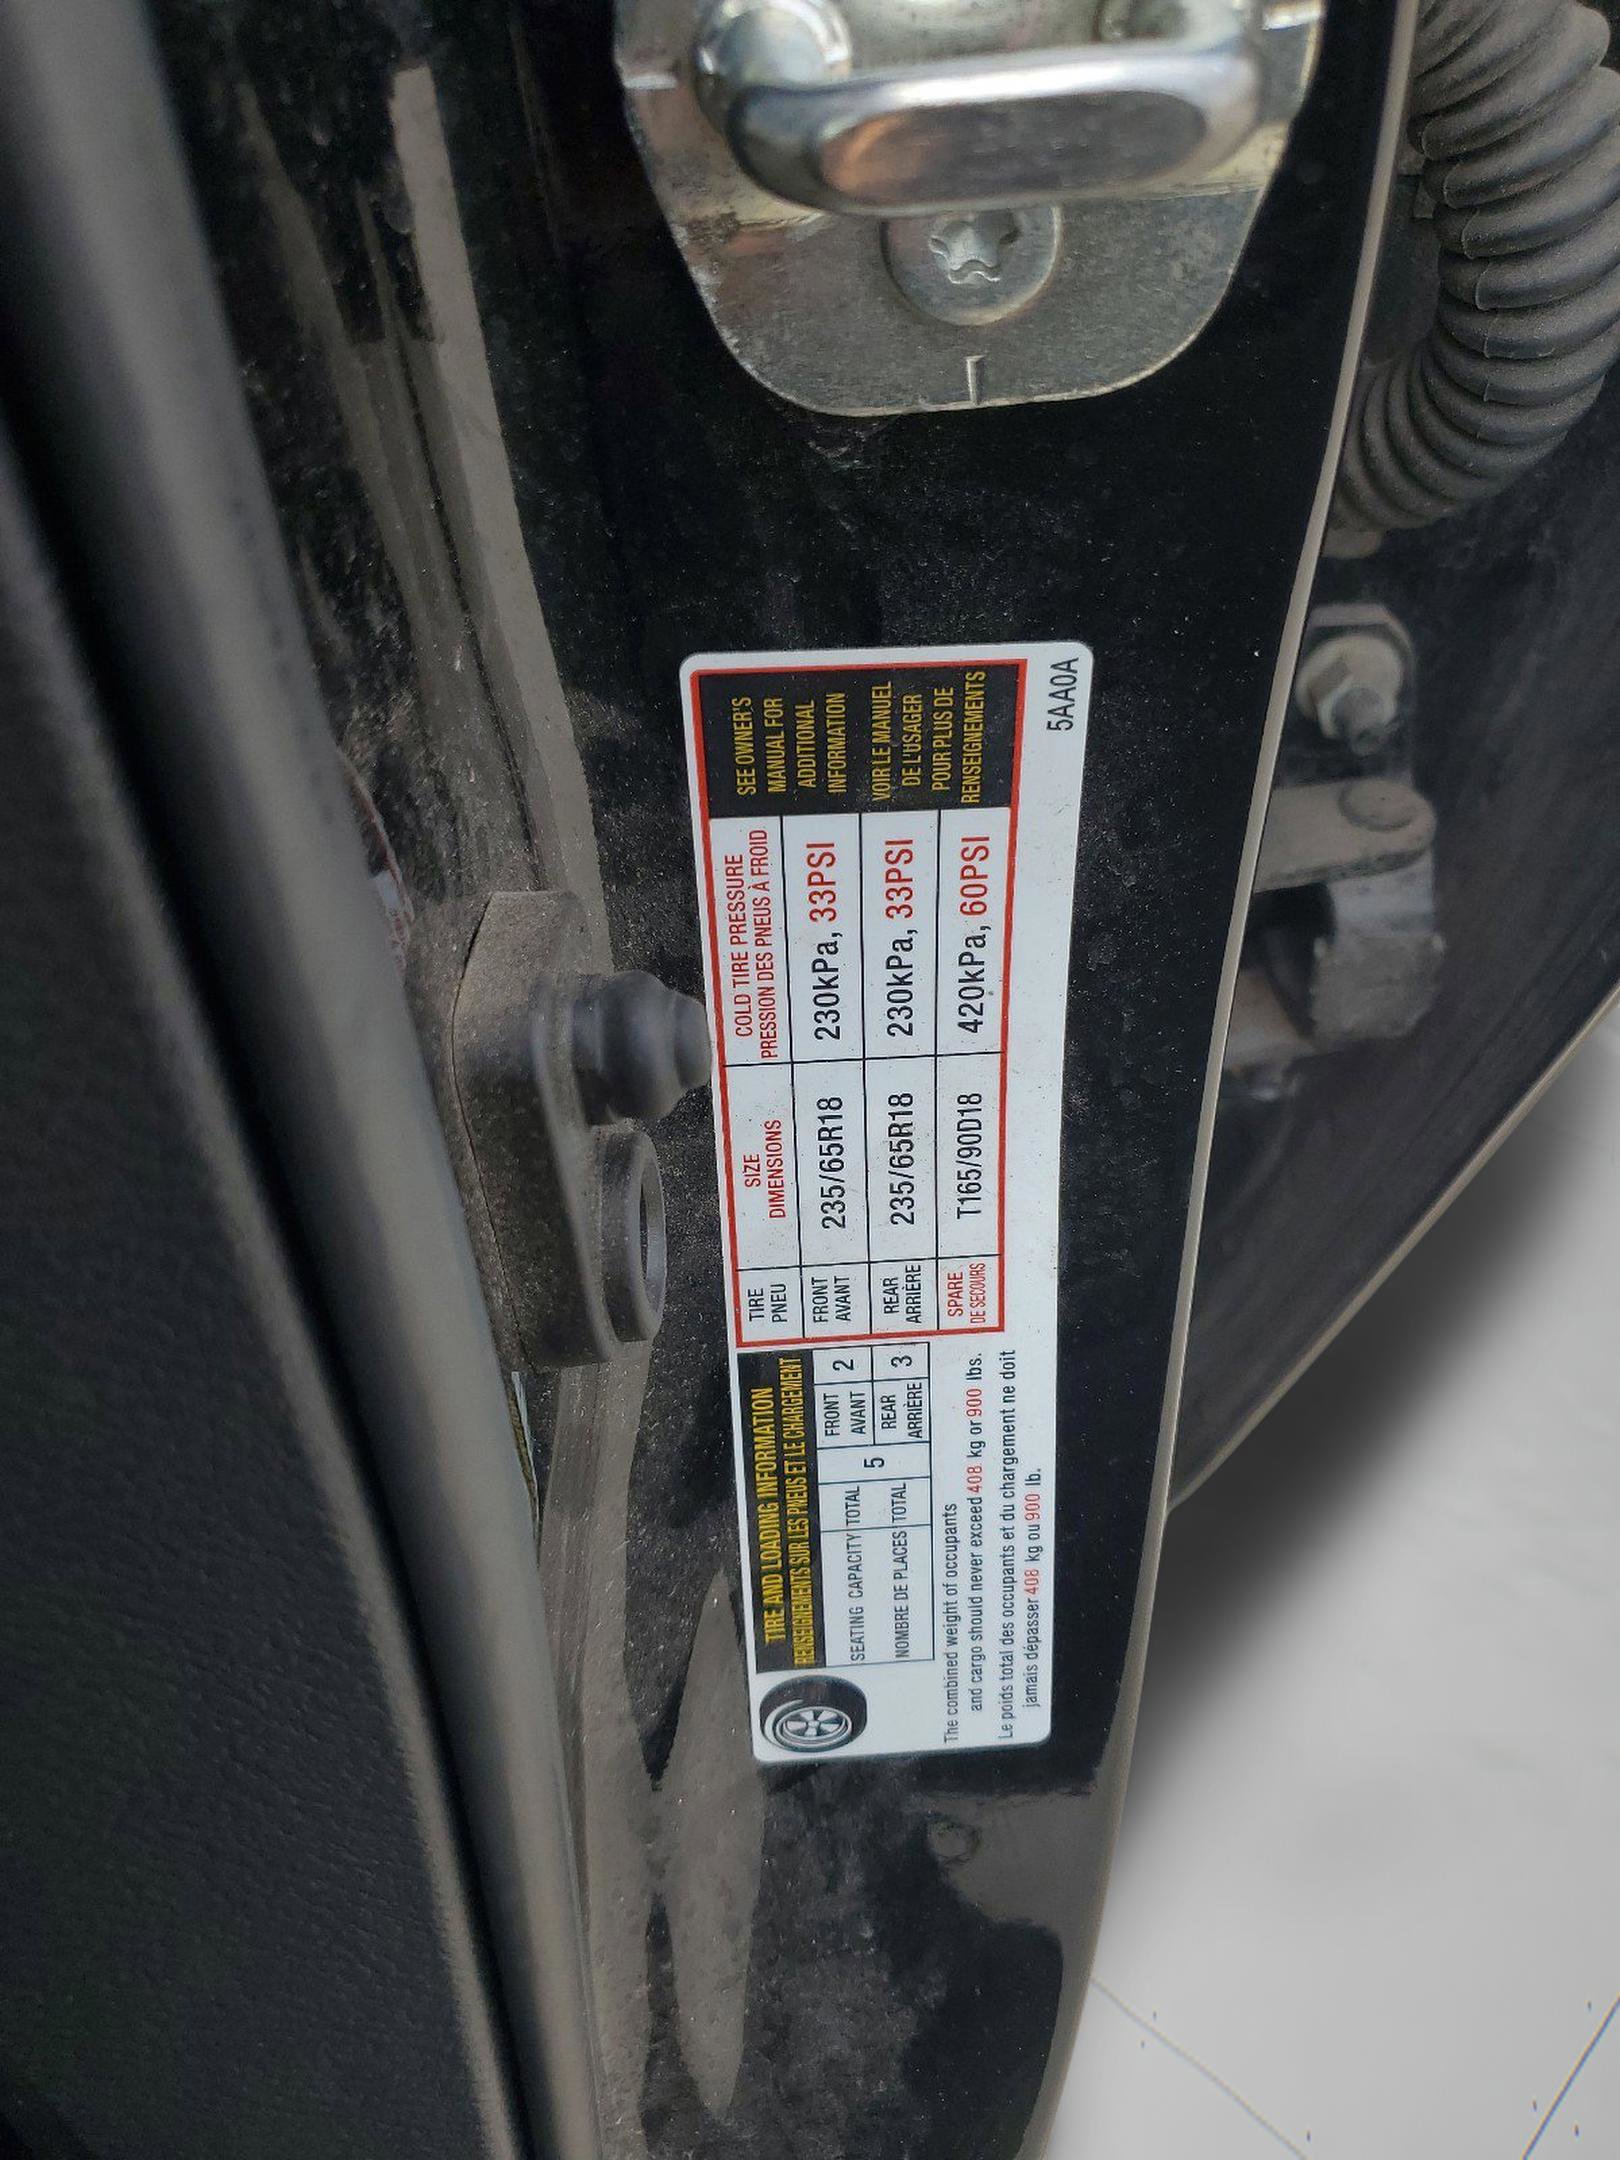 TIRE AND LOADING INFORMATION
RENSEIGNEMENTS SUR LES PNEUS ET LE CHARGEMENT
SEATING CAPACITY TOTAL 5 FRONT AVANT 2
NOMBRE DE PLACES TOTAL REAR ARRIÈRE 3
The combined weight of occupants
and cargo should never exceed 408 kg or 900 lbs.
Le poids total des occupants et du chargement ne doit
jamais dépasser 408 kg ou 900 lb.
TIRE SIZE COLD TIRE PRESSURE
PNEU DIMENSIONS PRESSION DES PNEUS À FROID
FRONT
AVANT 235/65R18 230kPa, 33PSI
REAR
ARRIÈRE 235/65R18 230kPa, 33PSI
SPARE
DE SECOURS T165/90D18 420kPa, 60PSI
SEE OWNER'S
MANUAL FOR
ADDITIONAL
INFORMATION
VOIR LE MANUEL
DE L'USAGER
POUR PLUS DE
RENSEIGNEMENTS
5AA0A